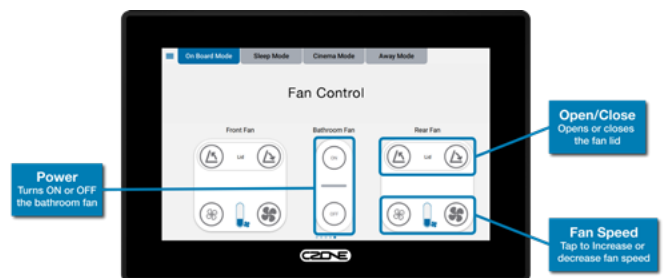 On Board Mode Sleep Mode Cinema Mode Away Mode
Fan Control
Front Fan Bathroom Fan Rear Fan
Lid ON Lid
OFF
CZONE
Power
Turns ON or OFF
the bathroom fan
Open/Close
Opens or closes
the fan lid
Fan Speed
Tap to Increase or
decrease fan speed